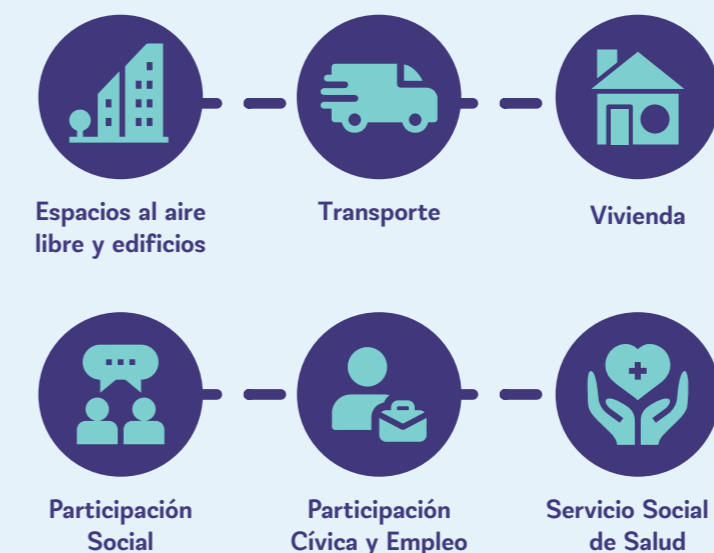 Espacios al aire
libre y edificios
Transporte
Vivienda
Participación
Social
Participación
Cívica y Empleo
Servicio Social
de Salud